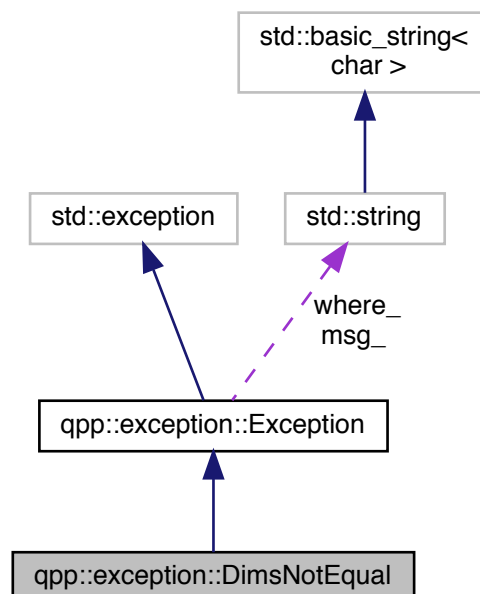 std::basic_string<
char >
std::exception
std::string
where_
msg_
qpp::exception::Exception
qpp::exception::DimsNotEqual